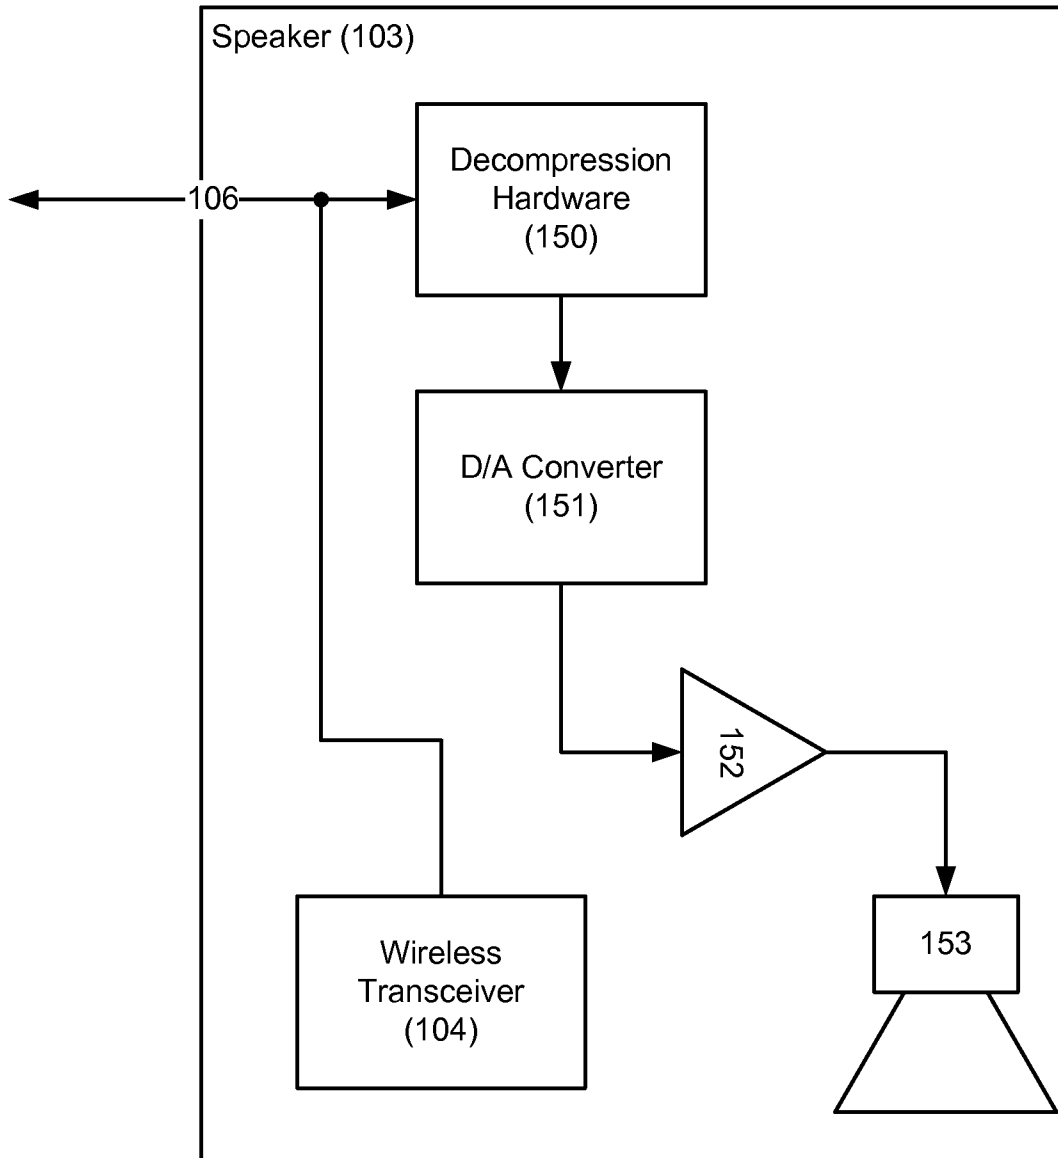 Speaker (103)
Decompression
Hardware
(150)
106
D/A Converter
(151)
152
153
Wireless
Transceiver
(104)